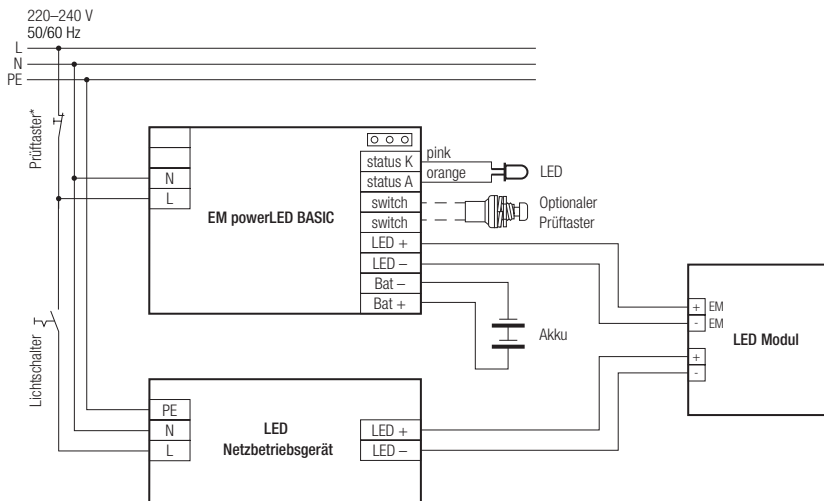 220–240 V
50/60 Hz
L
N
PE
Prüftaster*
N
L
EM powerLED BASIC
status K
status A
switch
switch
LED +
LED –
Bat –
Bat +
pink
orange
LED
Optionaler
Prüftaster
Akku
+ EM
- EM
LED Modul
+
-
Lichtschalter
PE
N
L
LED
Netzbetriebsgerät
LED +
LED –